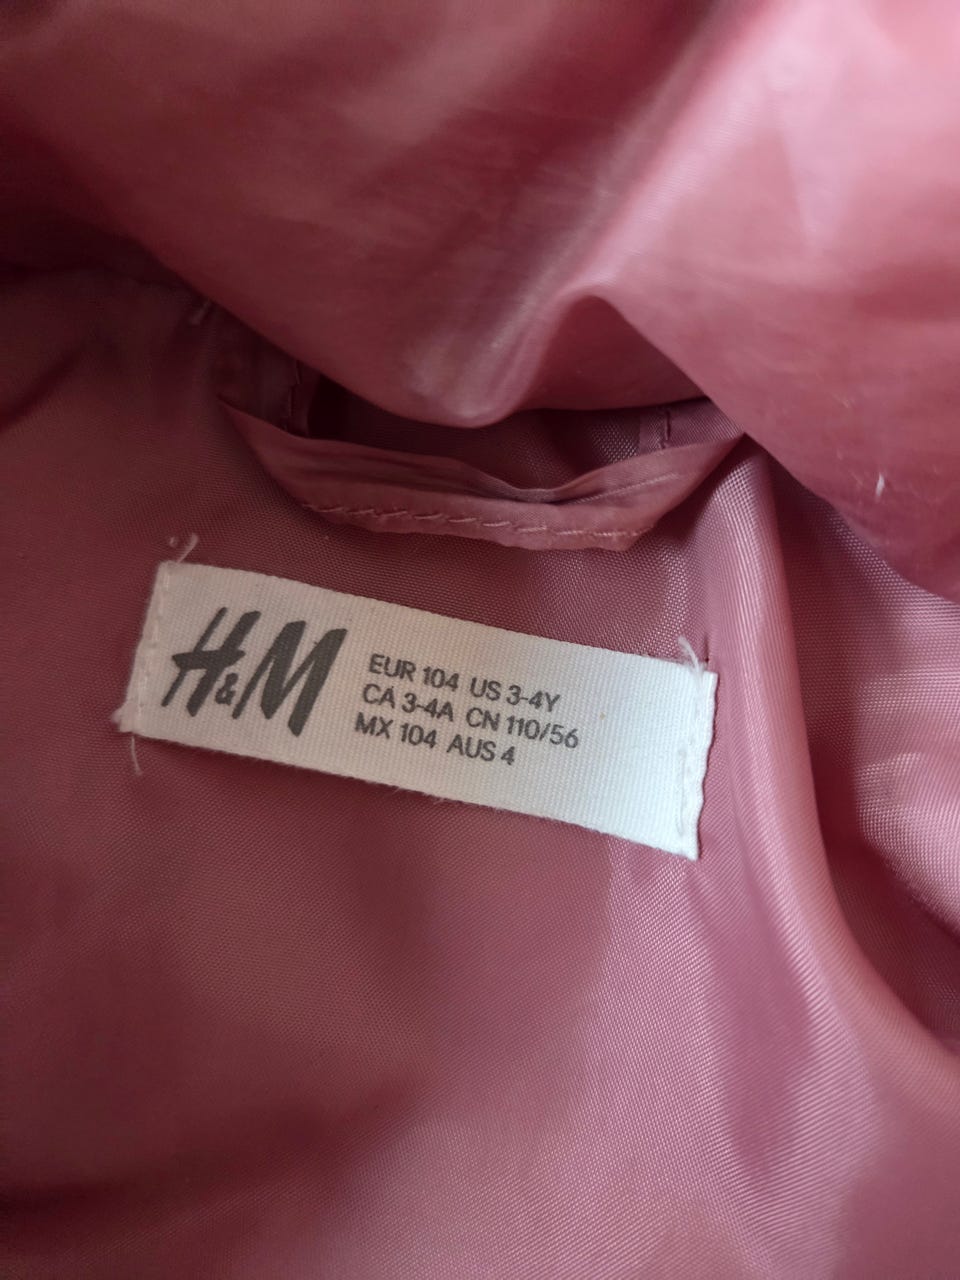 H&M
EUR 104 US 3-4Y
CA 3-4A CN 110/56
MX 104 AUS 4